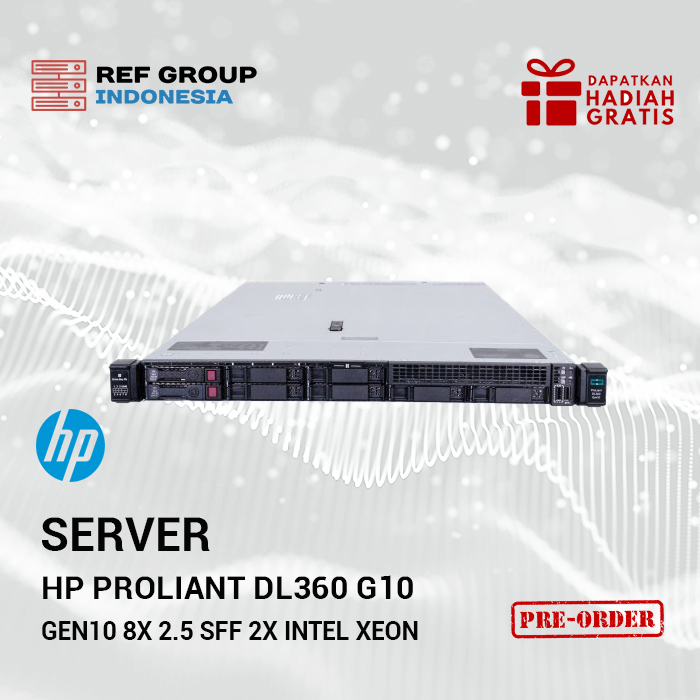 REF GROUP
INDONESIA
DAPATKAN
HADIAH
GRATIS
hp
SERVER
HP PROLIANT DL360 G10
GEN10 8X 2.5 SFF 2X INTEL XEON
PRE-ORDER